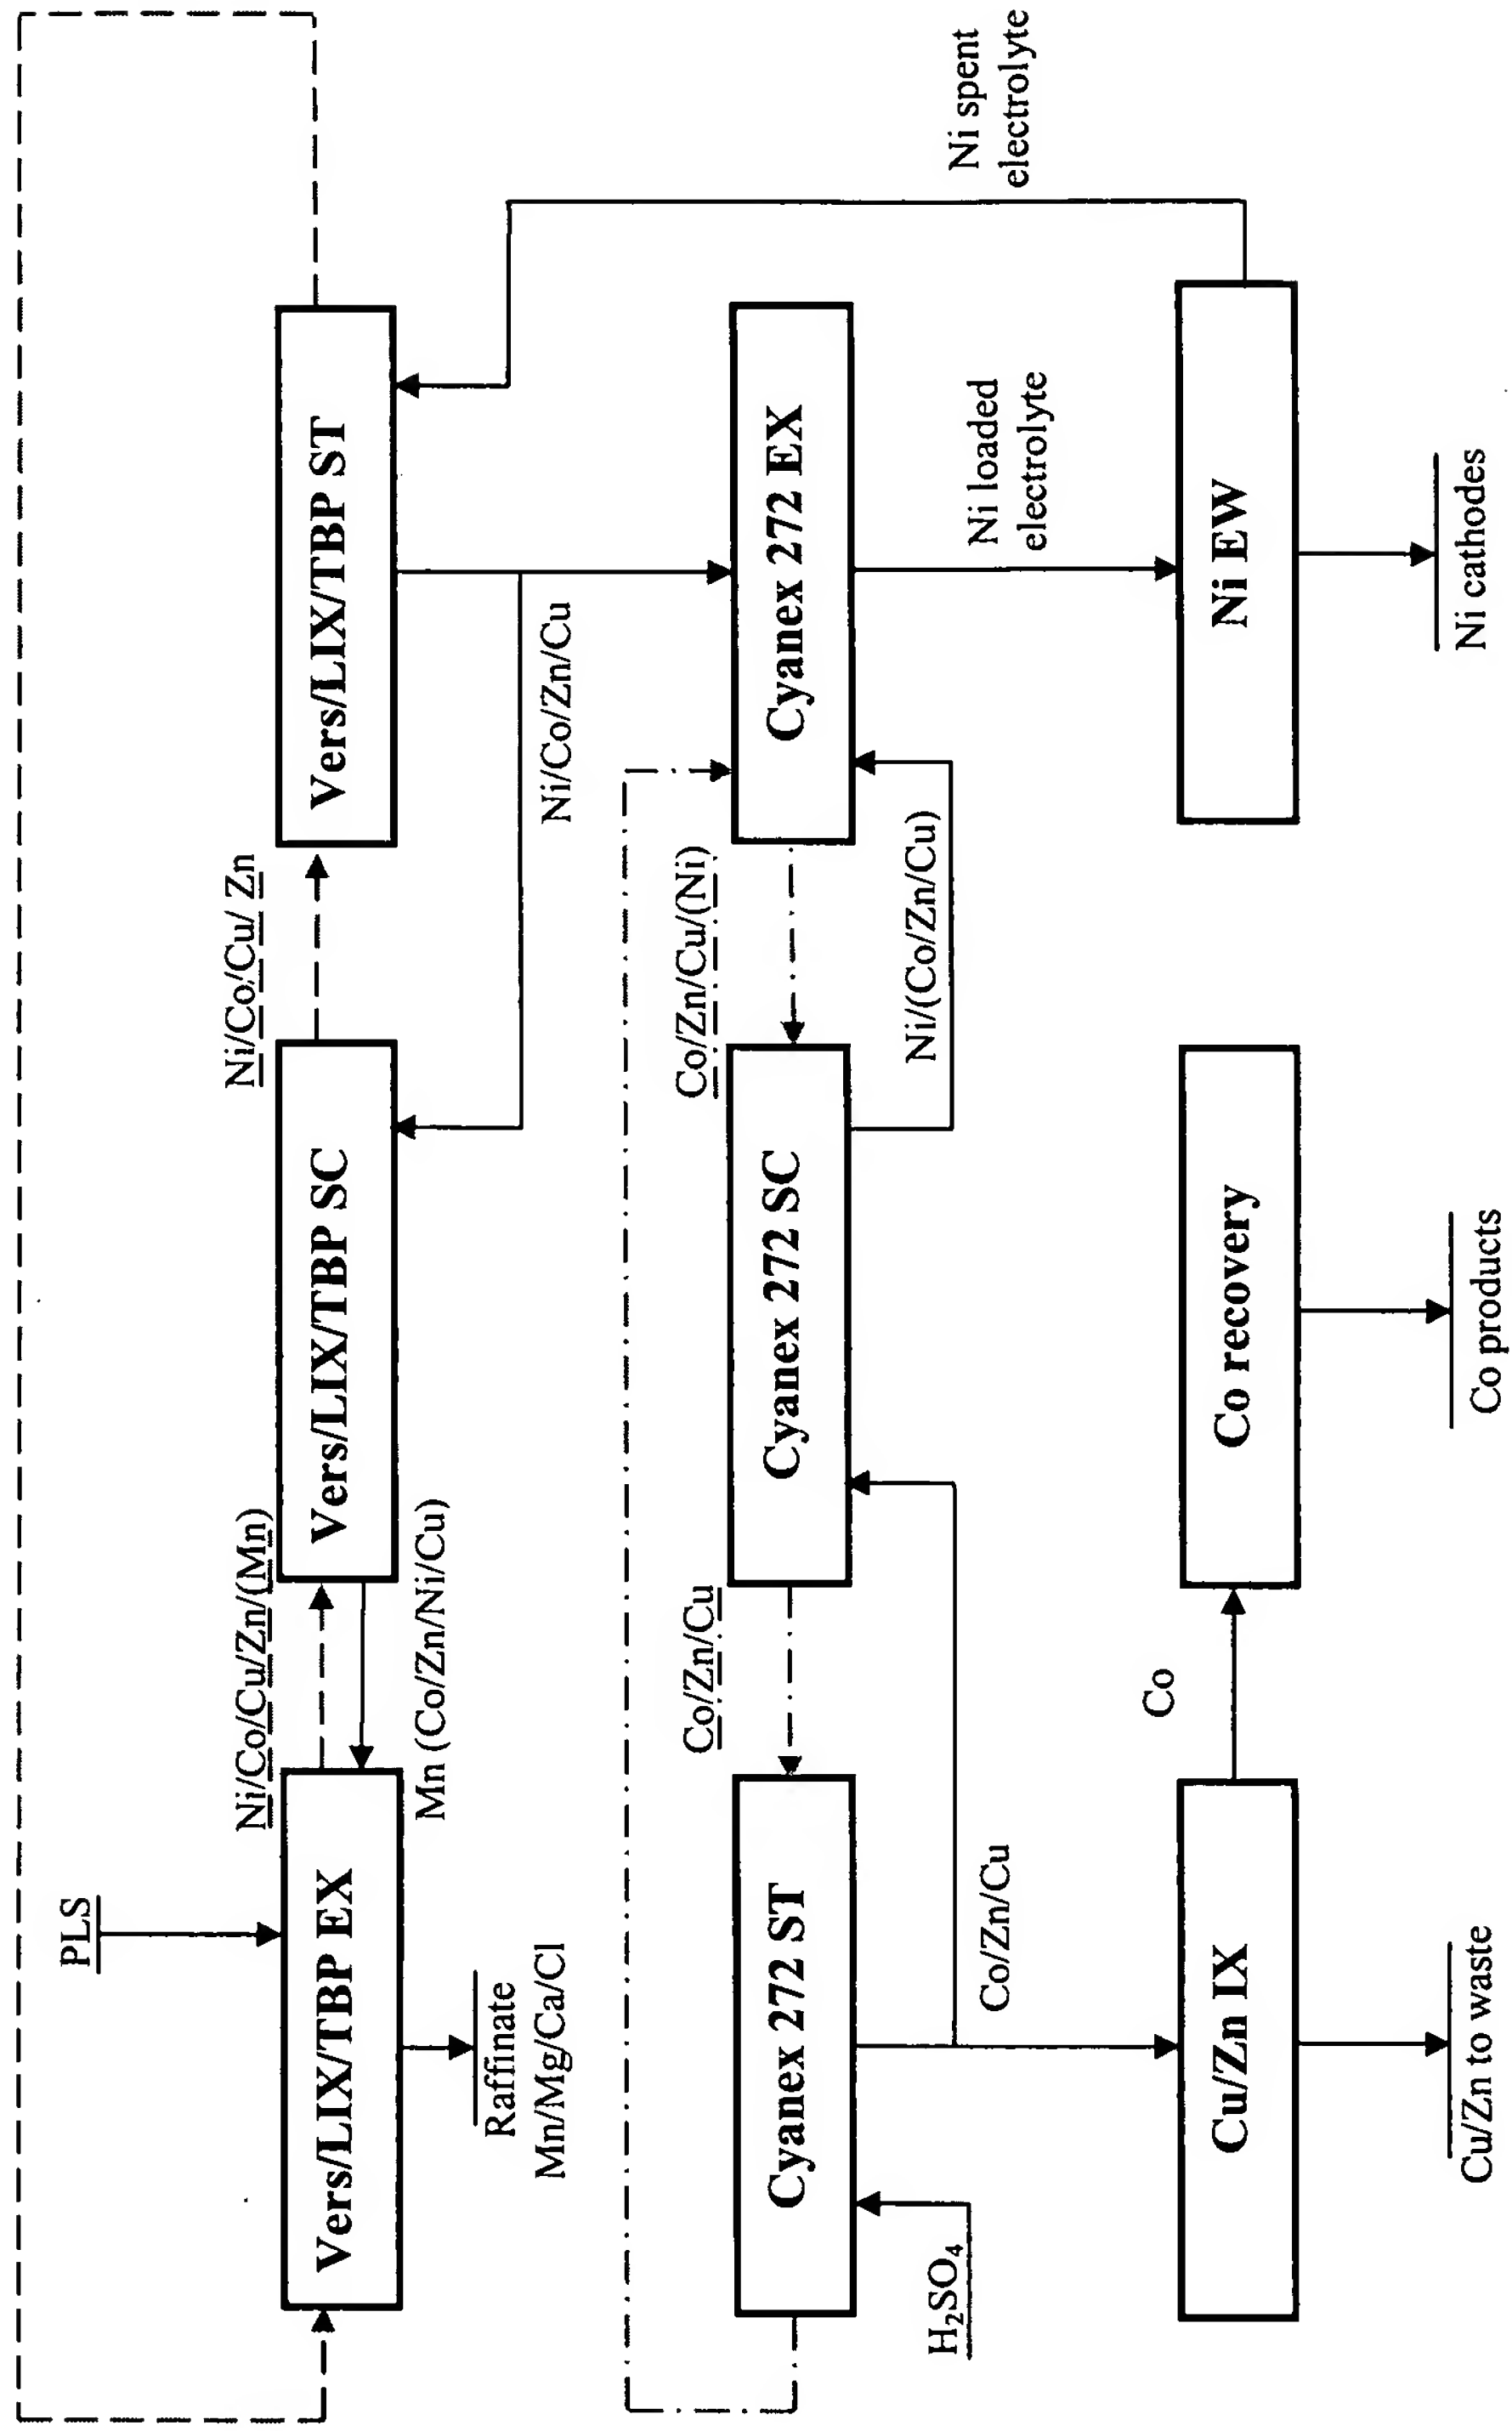 PLS
Ni/Co/Cu/Zn/(Mn)
Ni/Co/Cu/ Zn
Vers/LIX/TBP EX
Vers/LIX/TBP SC
Vers/LIX/TBP ST
Mn (Co/Zn/Ni/Cu)
Raffinate
Mn/Mg/Ca/Cl
Ni/Co/Zn/Cu
Co/Zn/Cu
Co/Zn/Cu/(Ni)
Cyanex 272 ST
Cyanex 272 SC
Cyanex 272 EX
H₂SO₄
Co/Zn/Cu
Ni/(Co/Zn/Cu)
Ni loaded
electrolyte
Ni spent
electrolyte
Co
Cu/Zn IX
Co recovery
Ni EW
Cu/Zn to waste
Co products
Ni cathodes